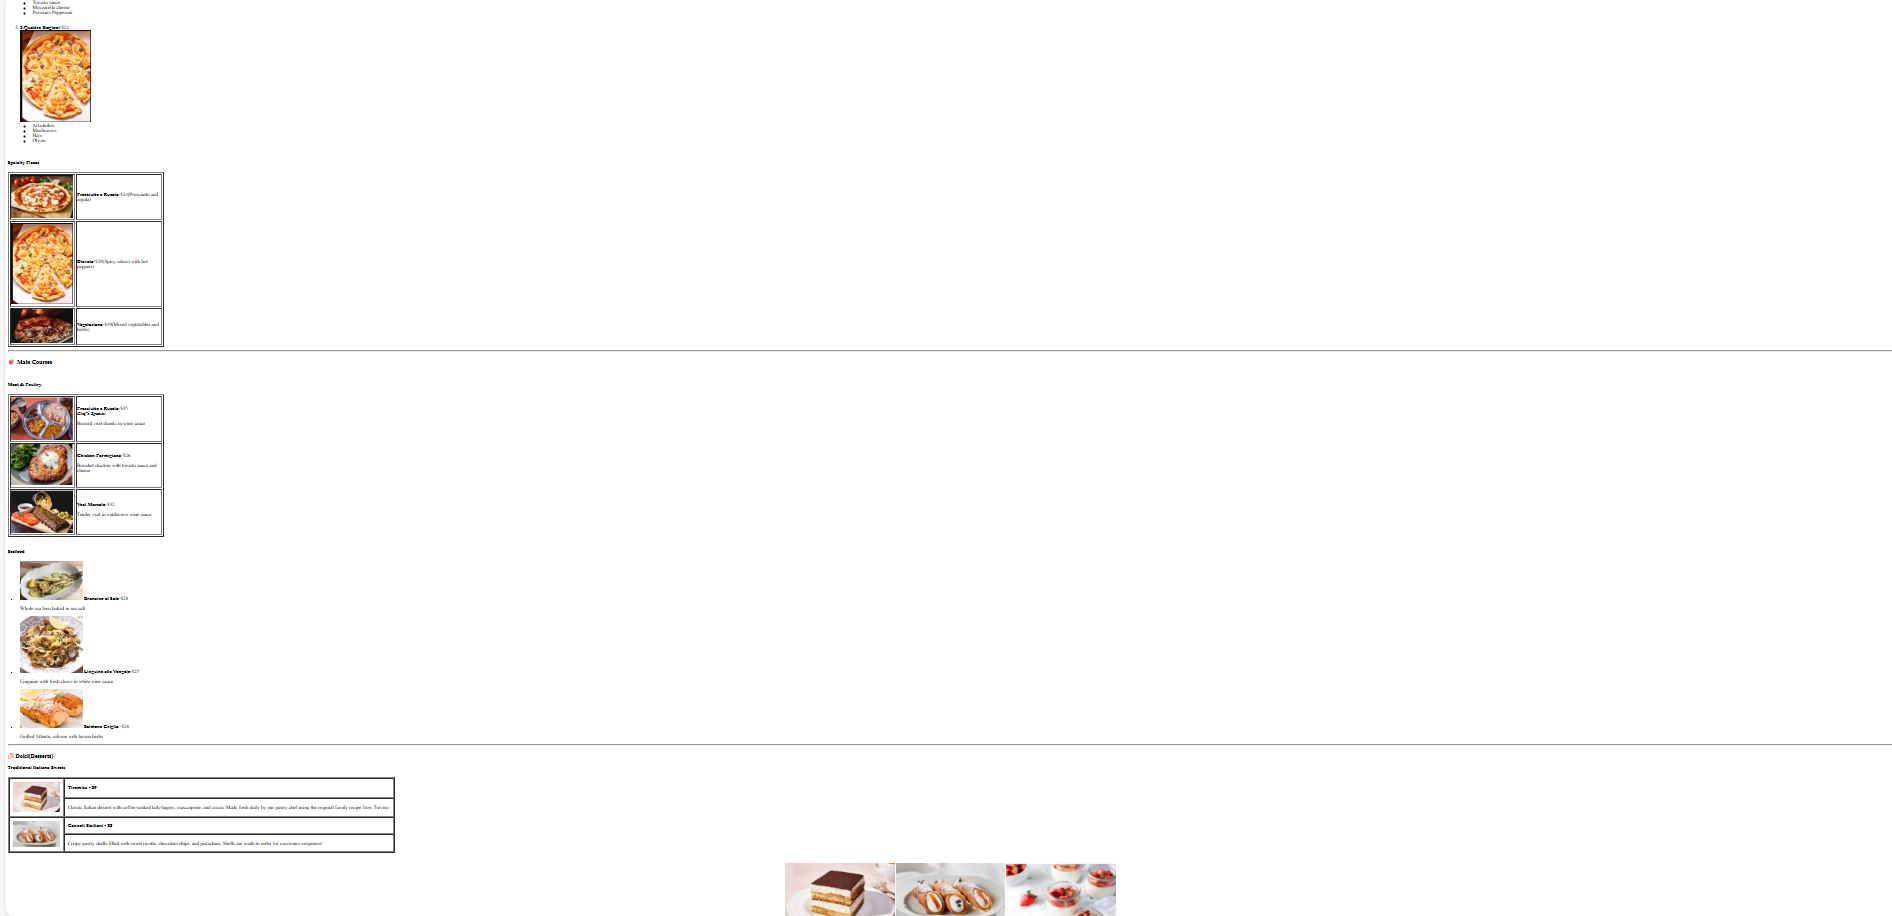 Tomato sauce
Mozzarella cheese
Premium Pepperoni
3. 3.Quattro Stagioni-$22
Artichokes
Mushrooms
Ham
Olives
Specialty Pizzas
Prosciutto e Rucola-$24(Prosciutto and
arugula)
Diavola-$20(Spicy salami with hot
peppers)
Vegetariana-$19(Mixed vegetables and
herbs)
Main Courses
Meat & Poultry
Prosciutto e Rucola-$35
Chef's Special
Braised veal shanks in wine sauce
Chicken Parmigiana-$26
Breaded chicken with tomato sauce and
cheese
Veal Marsala-$32
Tender veal in mushroom wine sauce
Seafood
Branzino al Sale-$28
Whole sea bass baked in sea salt
Linguine alle Vongole-$25
Linguine with fresh clams in white wine sauce
Salmone Griglia -$26
Grilled Atlantic salmon with lemon herbs
Dolci(Desserts)
Traditional Italian Sweets
Tiramisu - $9
Classic Italian dessert with coffee-soaked ladyfingers, mascarpone, and cocoa. Made fresh daily by our pastry chef using the original family recipe from Treviso.
Cannoli Siciliani - $8
Crispy pastry shells filled with sweet ricotta, chocolate chips, and pistachios. Shells are made to order for maximum crispiness!